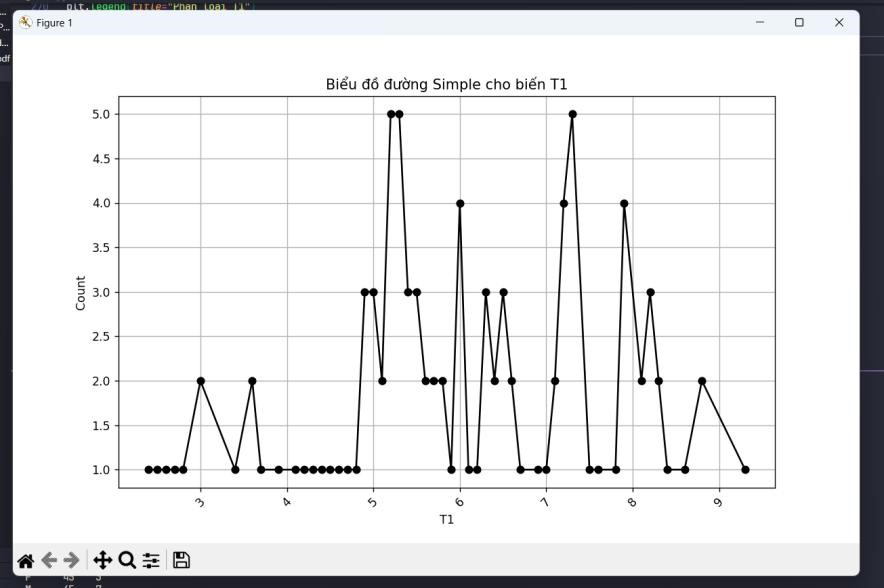 270 plt.legend(title="Phân loại T1")
P...
l...
odf
Figure 1
Biểu đồ đường Simple cho biến T1
5.0
4.5
4.0
3.5
3.0
2.5
2.0
1.5
1.0
Count
3 4 5 6 7 8 9
T1